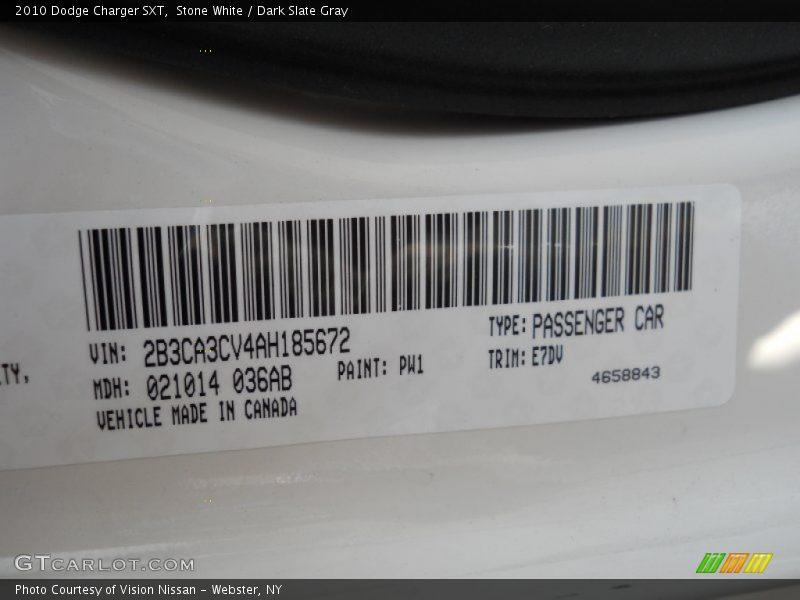 2010 Dodge Charger SXT, Stone White / Dark Slate Gray
VIN: 2B3CA3CV4AH185672
TYPE: PASSENGER CAR
MDH: 021014 036AB
PAINT: PW1
TRIM: E7DV
VEHICLE MADE IN CANADA
4658843
GTCARLOT.COM
Photo Courtesy of Vision Nissan - Webster, NY